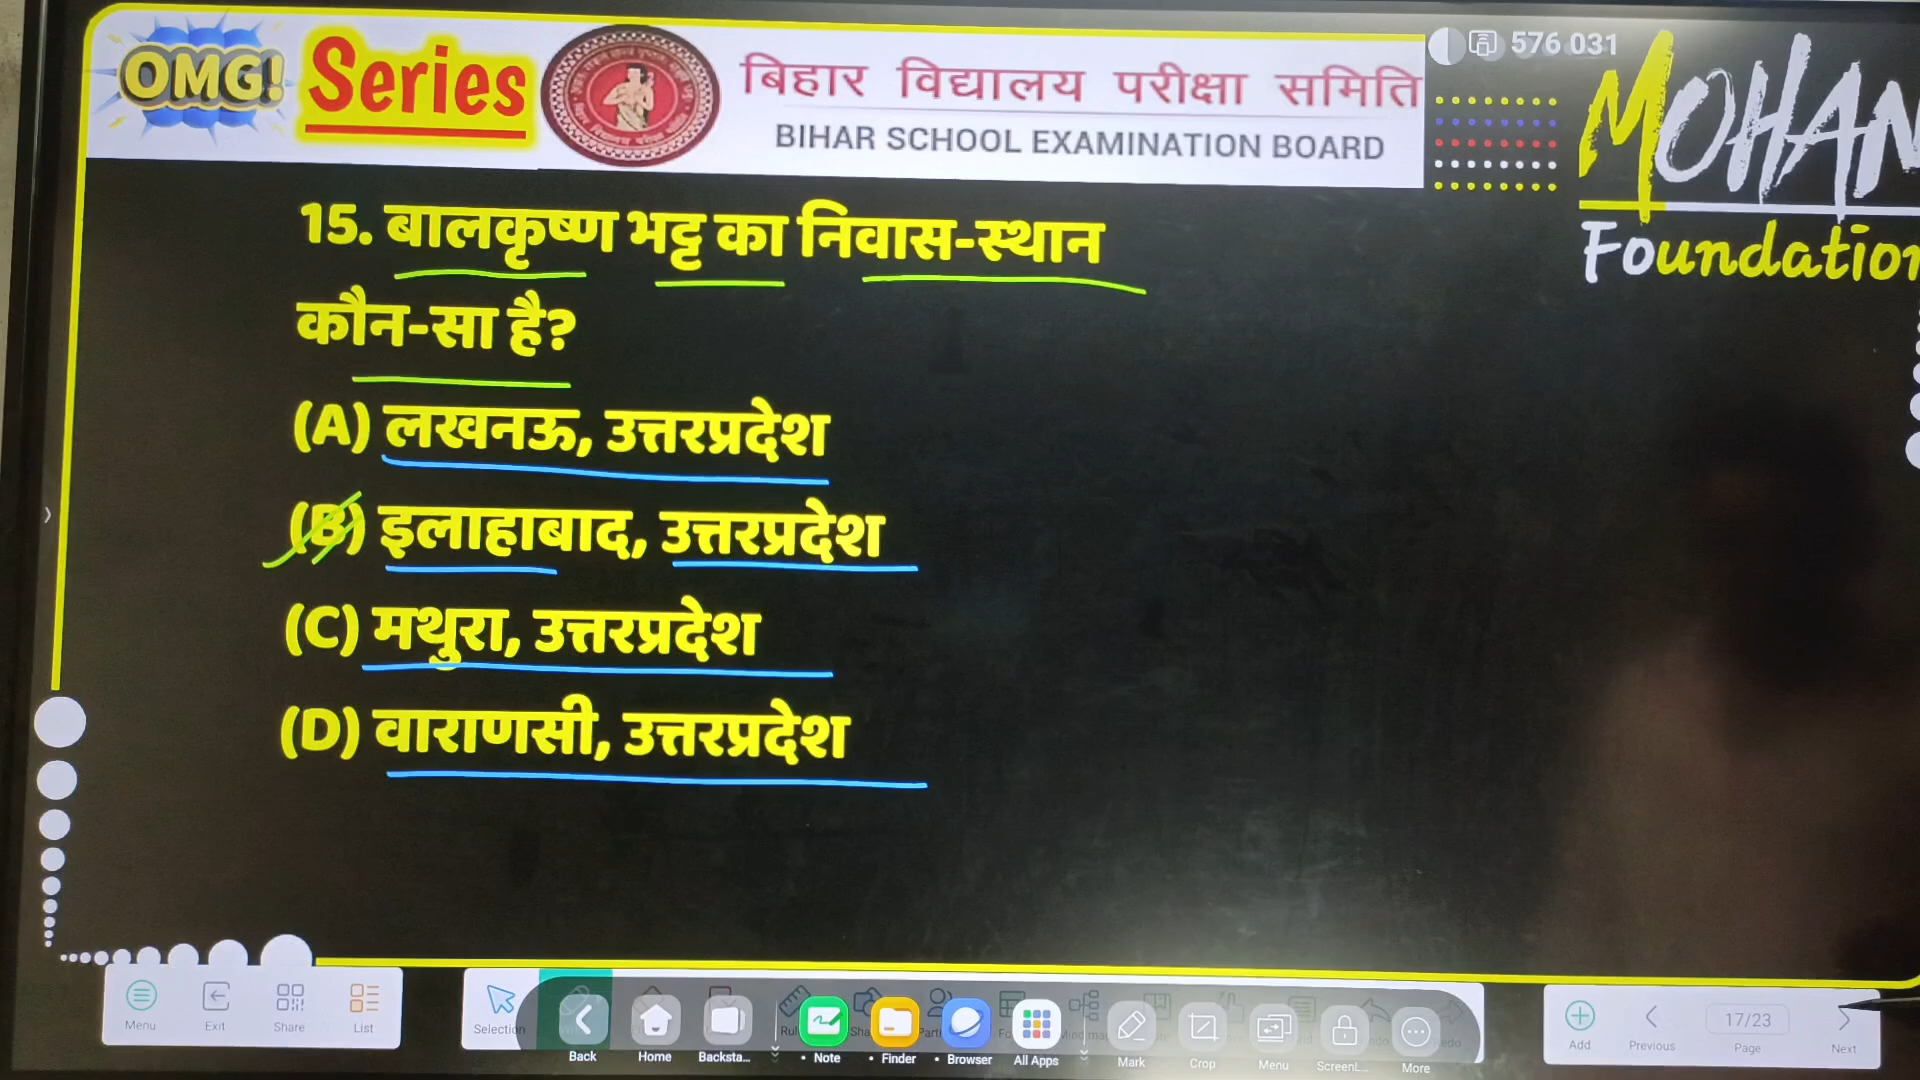 OMG! Series बिहार विद्यालय परीक्षा समिति
BIHAR SCHOOL EXAMINATION BOARD
576 031
MOHAN
Foundation
15. बालकृष्ण भट्ट का निवास-स्थान
कौन-सा है?
(A) लखनऊ, उत्तरप्रदेश
(B) इलाहाबाद, उत्तरप्रदेश
(C) मथुरा, उत्तरप्रदेश
(D) वाराणसी, उत्तरप्रदेश
Menu Exit Share List Selection
Back Home Backsta... Note Finder Browser All Apps Mark Crop Menu ScreenL... More
Add Previous 17/23 Page Next